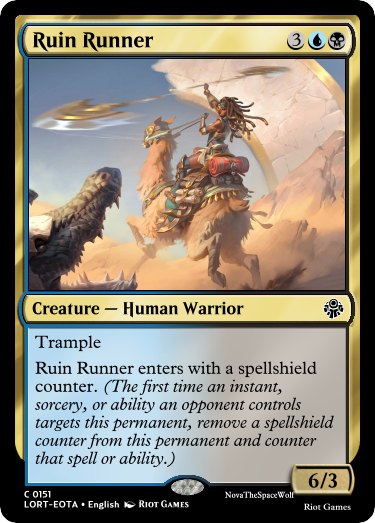 Ruin Runner 3
Creature — Human Warrior
Trample
Ruin Runner enters with a spellshield
counter. (The first time an instant,
sorcery, or ability an opponent controls
targets this permanent, remove a spellshield
counter from this permanent and counter
that spell or ability.)
6/3
C 0151
LORT-EOTA • English RIOT GAMES
NovaTheSpaceWolf
Riot Games